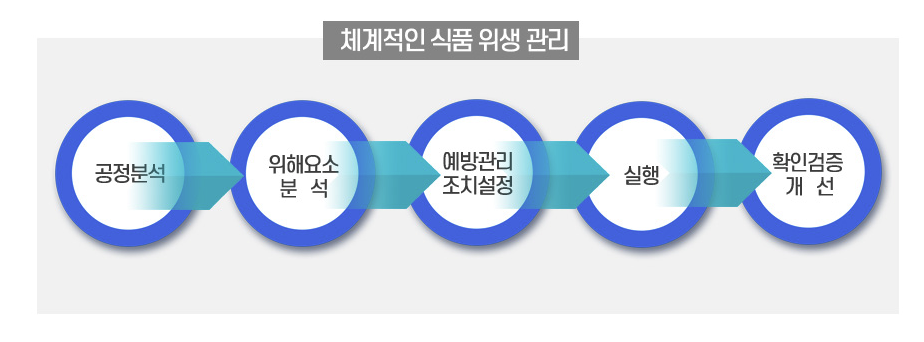 체계적인 식품 위생 관리
공정분석
위해요소
분 석
예방관리
조치설정
실행
확인검증
개 선